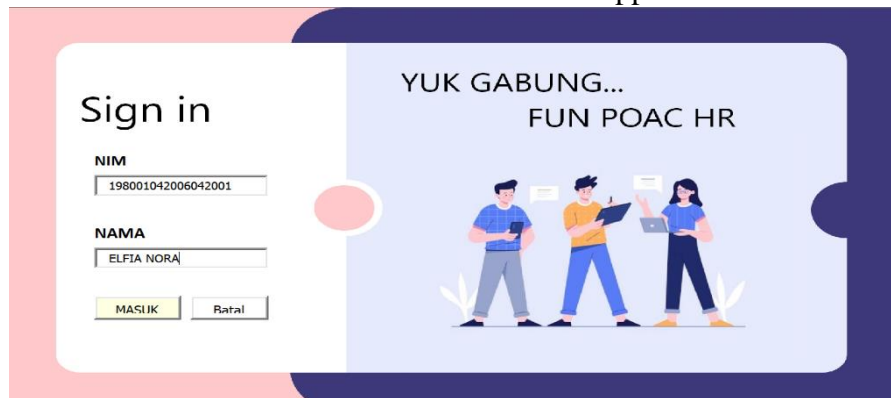 Sign in
NIM
198001042006042001
NAMA
ELFIA NORA
MASUK Batal
YUK GABUNG...
FUN POAC HR